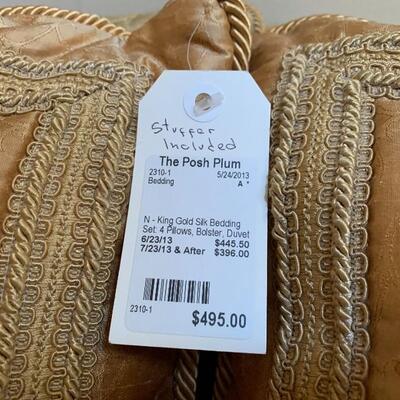 Stuffer
Included
The Posh Plum
2310-1 5/24/2013
Bedding A *
N - King Gold Silk Bedding
Set: 4 Pillows, Bolster, Duvet
6/23/13 $445.50
7/23/13 & After $396.00
2310-1 $495.00